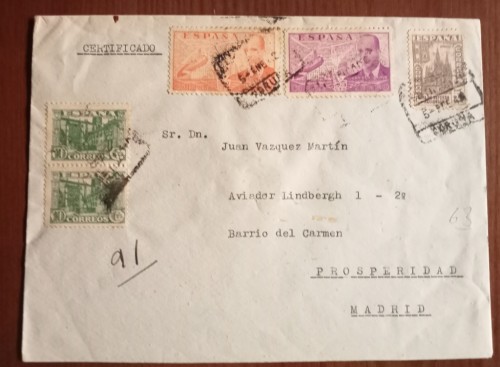 CERTIFICADO
ESPAÑA
ESPAÑA
ESPAÑA
CORREOS
CORREOS
CORUÑA
Sr. Dn.
Juan Vazquez Martín
Aviador Lindbergh 1 - 2º
Barrio del Carmen
PROSPERIDAD
MADRID
91
63